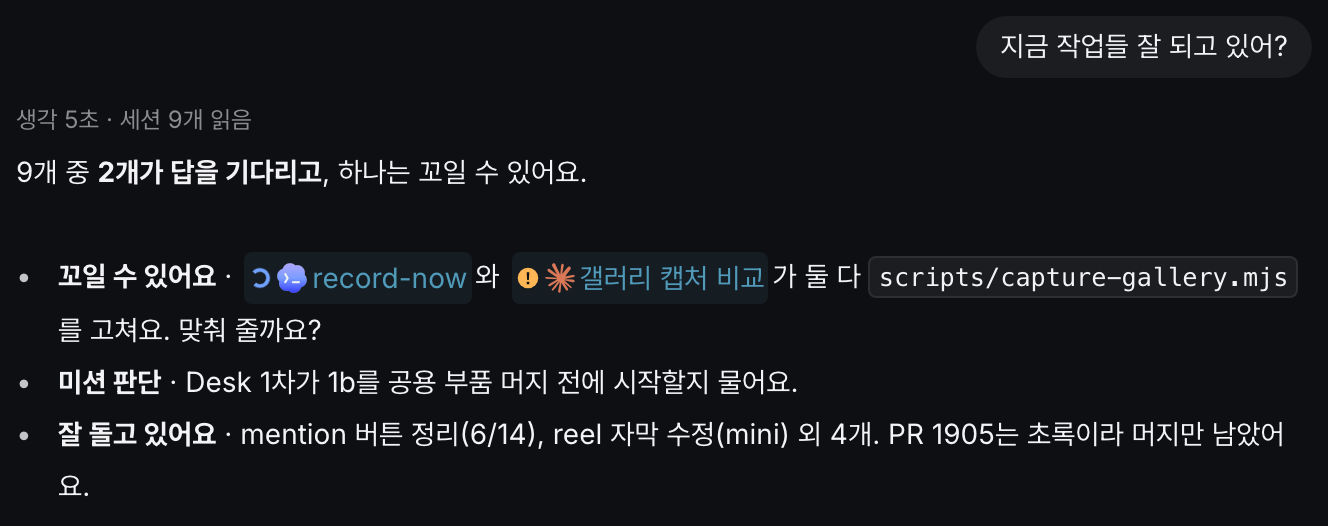 지금 작업들 잘 되고 있어?
생각 5초 · 세션 9개 읽음
9개 중 2개가 답을 기다리고, 하나는 꼬일 수 있어요.
• 꼬일 수 있어요 · record-now 와 갤러리 캡처 비교 가 둘 다 scripts/capture-gallery.mjs
를 고쳐요. 맞춰 줄까요?
• 미션 판단 · Desk 1차가 1b를 공용 부품 머지 전에 시작할지 물어요.
• 잘 돌고 있어요 · mention 버튼 정리(6/14), reel 자막 수정(mini) 외 4개. PR 1905는 초록이라 머지만 남았어
요.